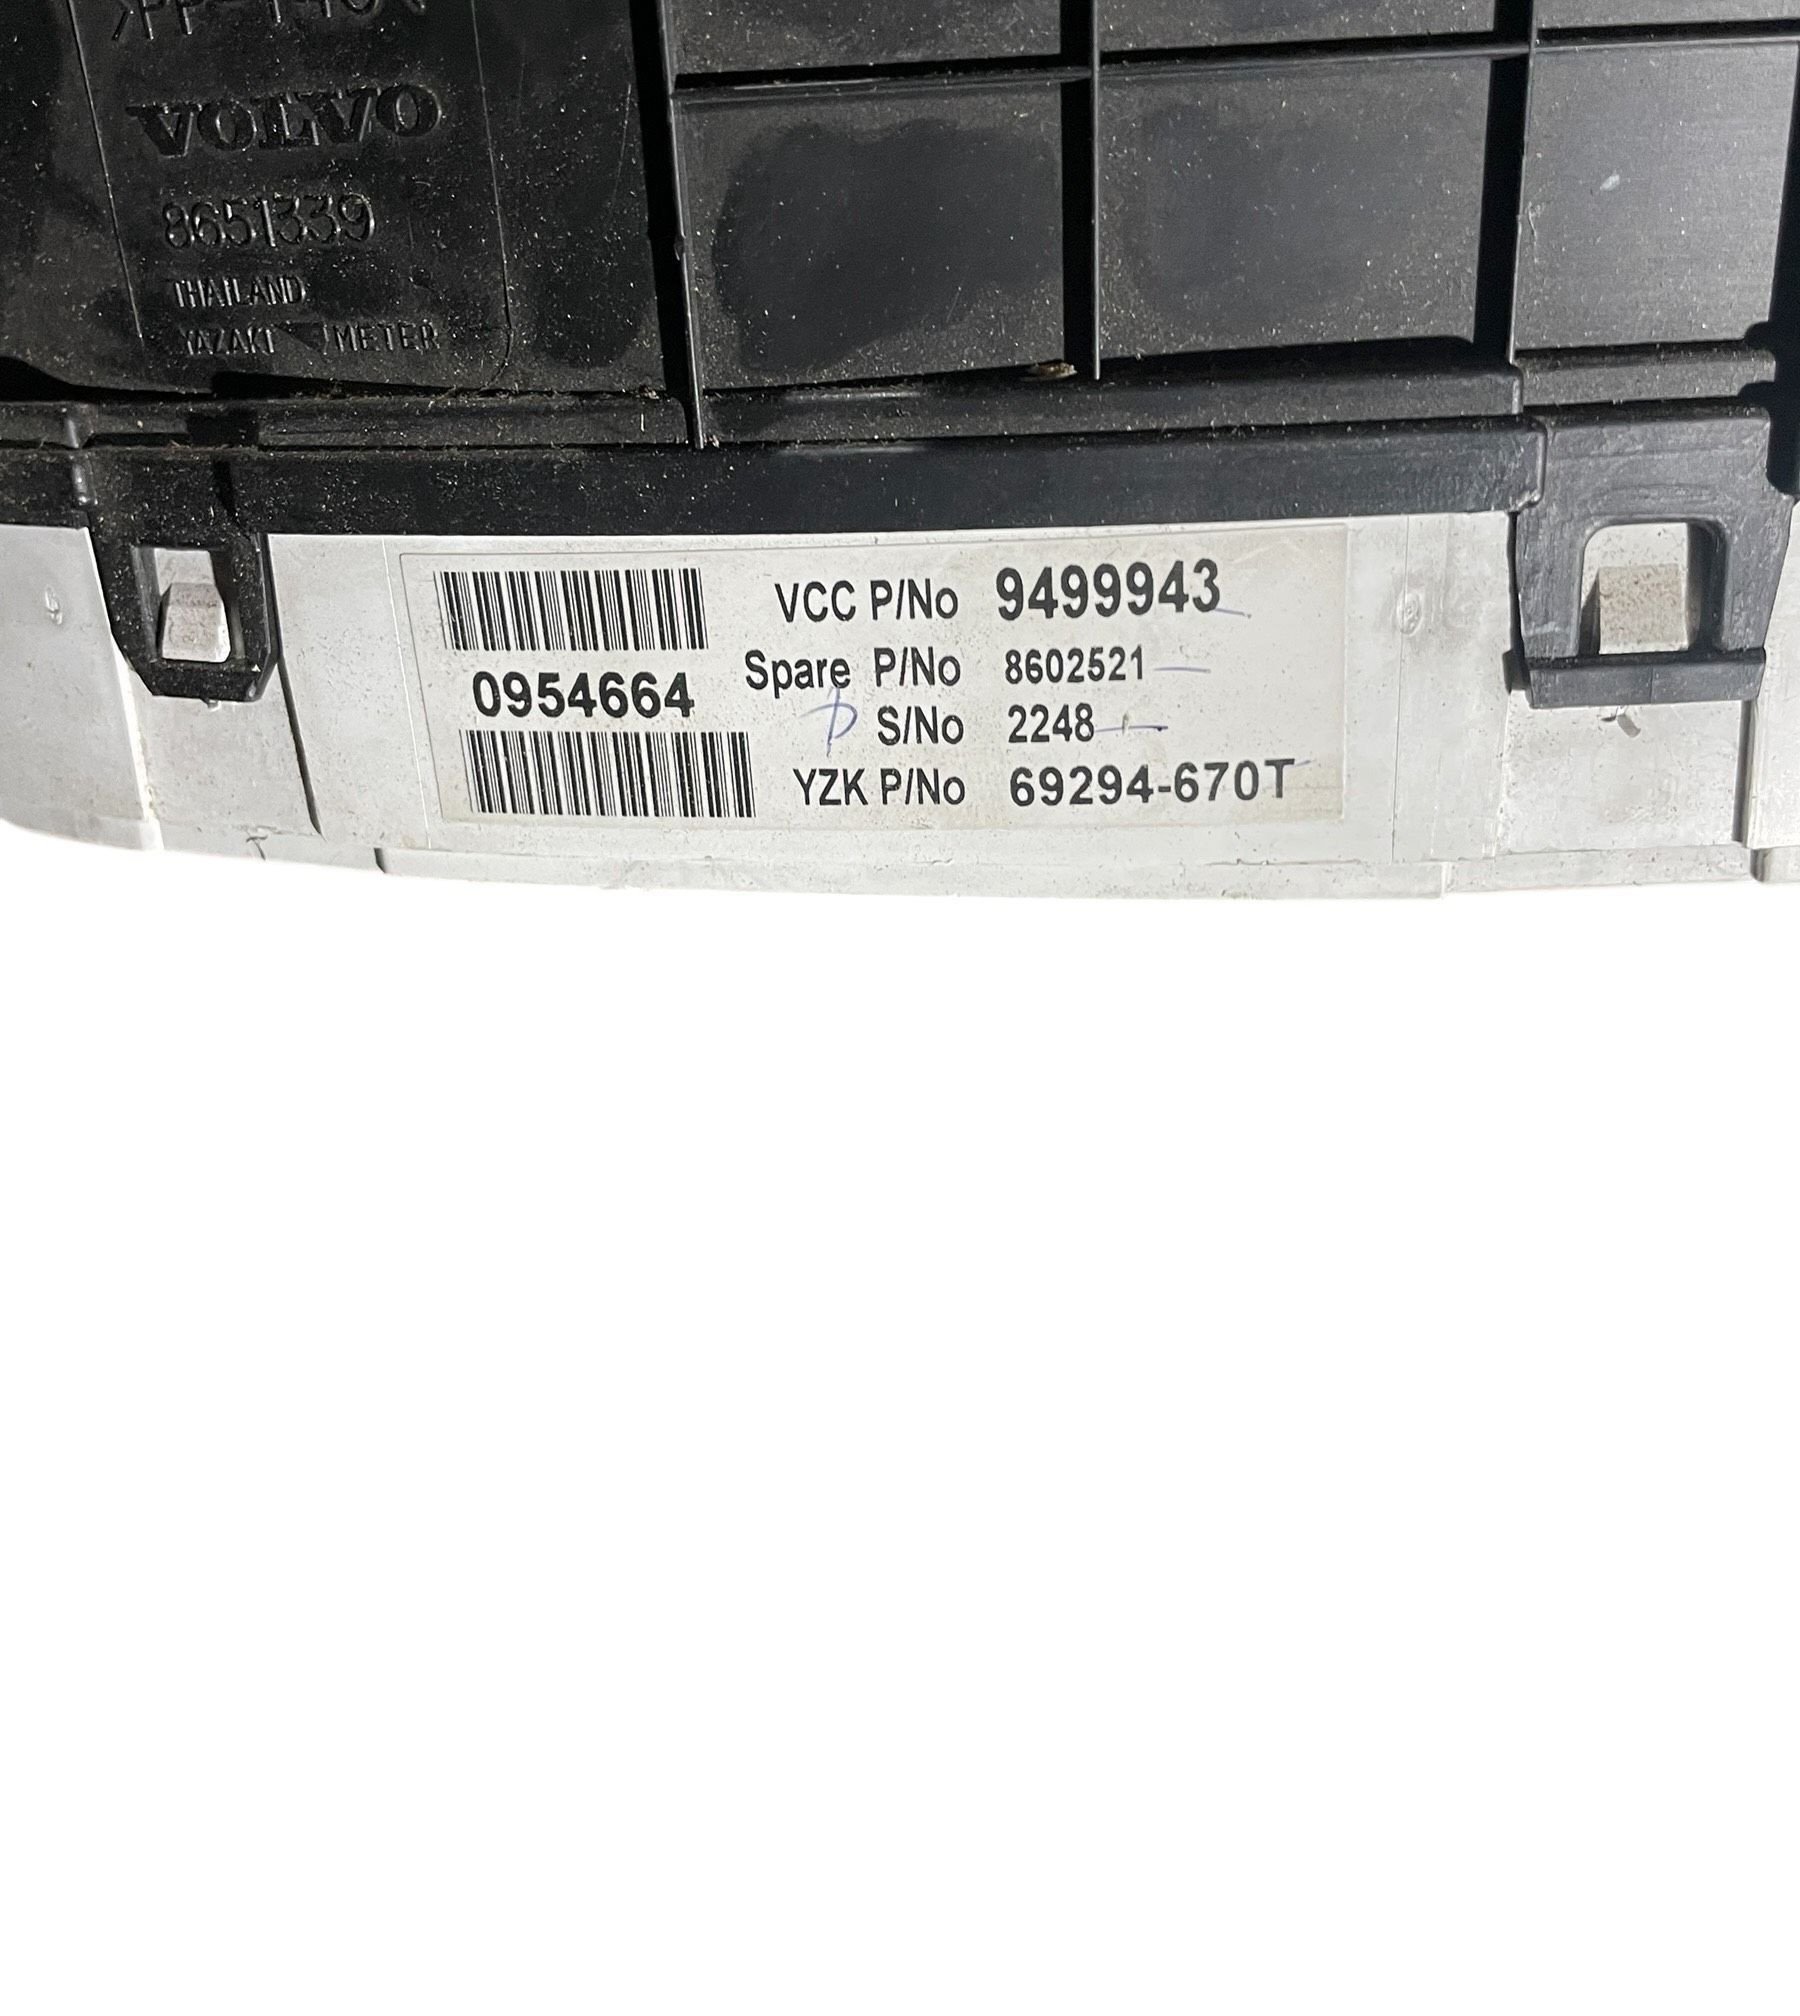 VOLVO
8651339
THAILAND
YAZAKI METER
VCC P/No 9499943
0954664
Spare P/No 8602521
S/No 2248
YZK P/No 69294-670T